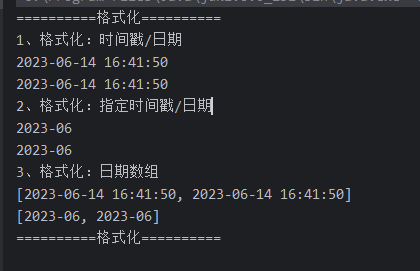 ==========格式化==========
1、格式化：时间戳/日期
2023-06-14 16:41:50
2023-06-14 16:41:50
2、格式化：指定时间戳/日期
2023-06
2023-06
3、格式化：日期数组
[2023-06-14 16:41:50, 2023-06-14 16:41:50]
[2023-06, 2023-06]
==========格式化==========